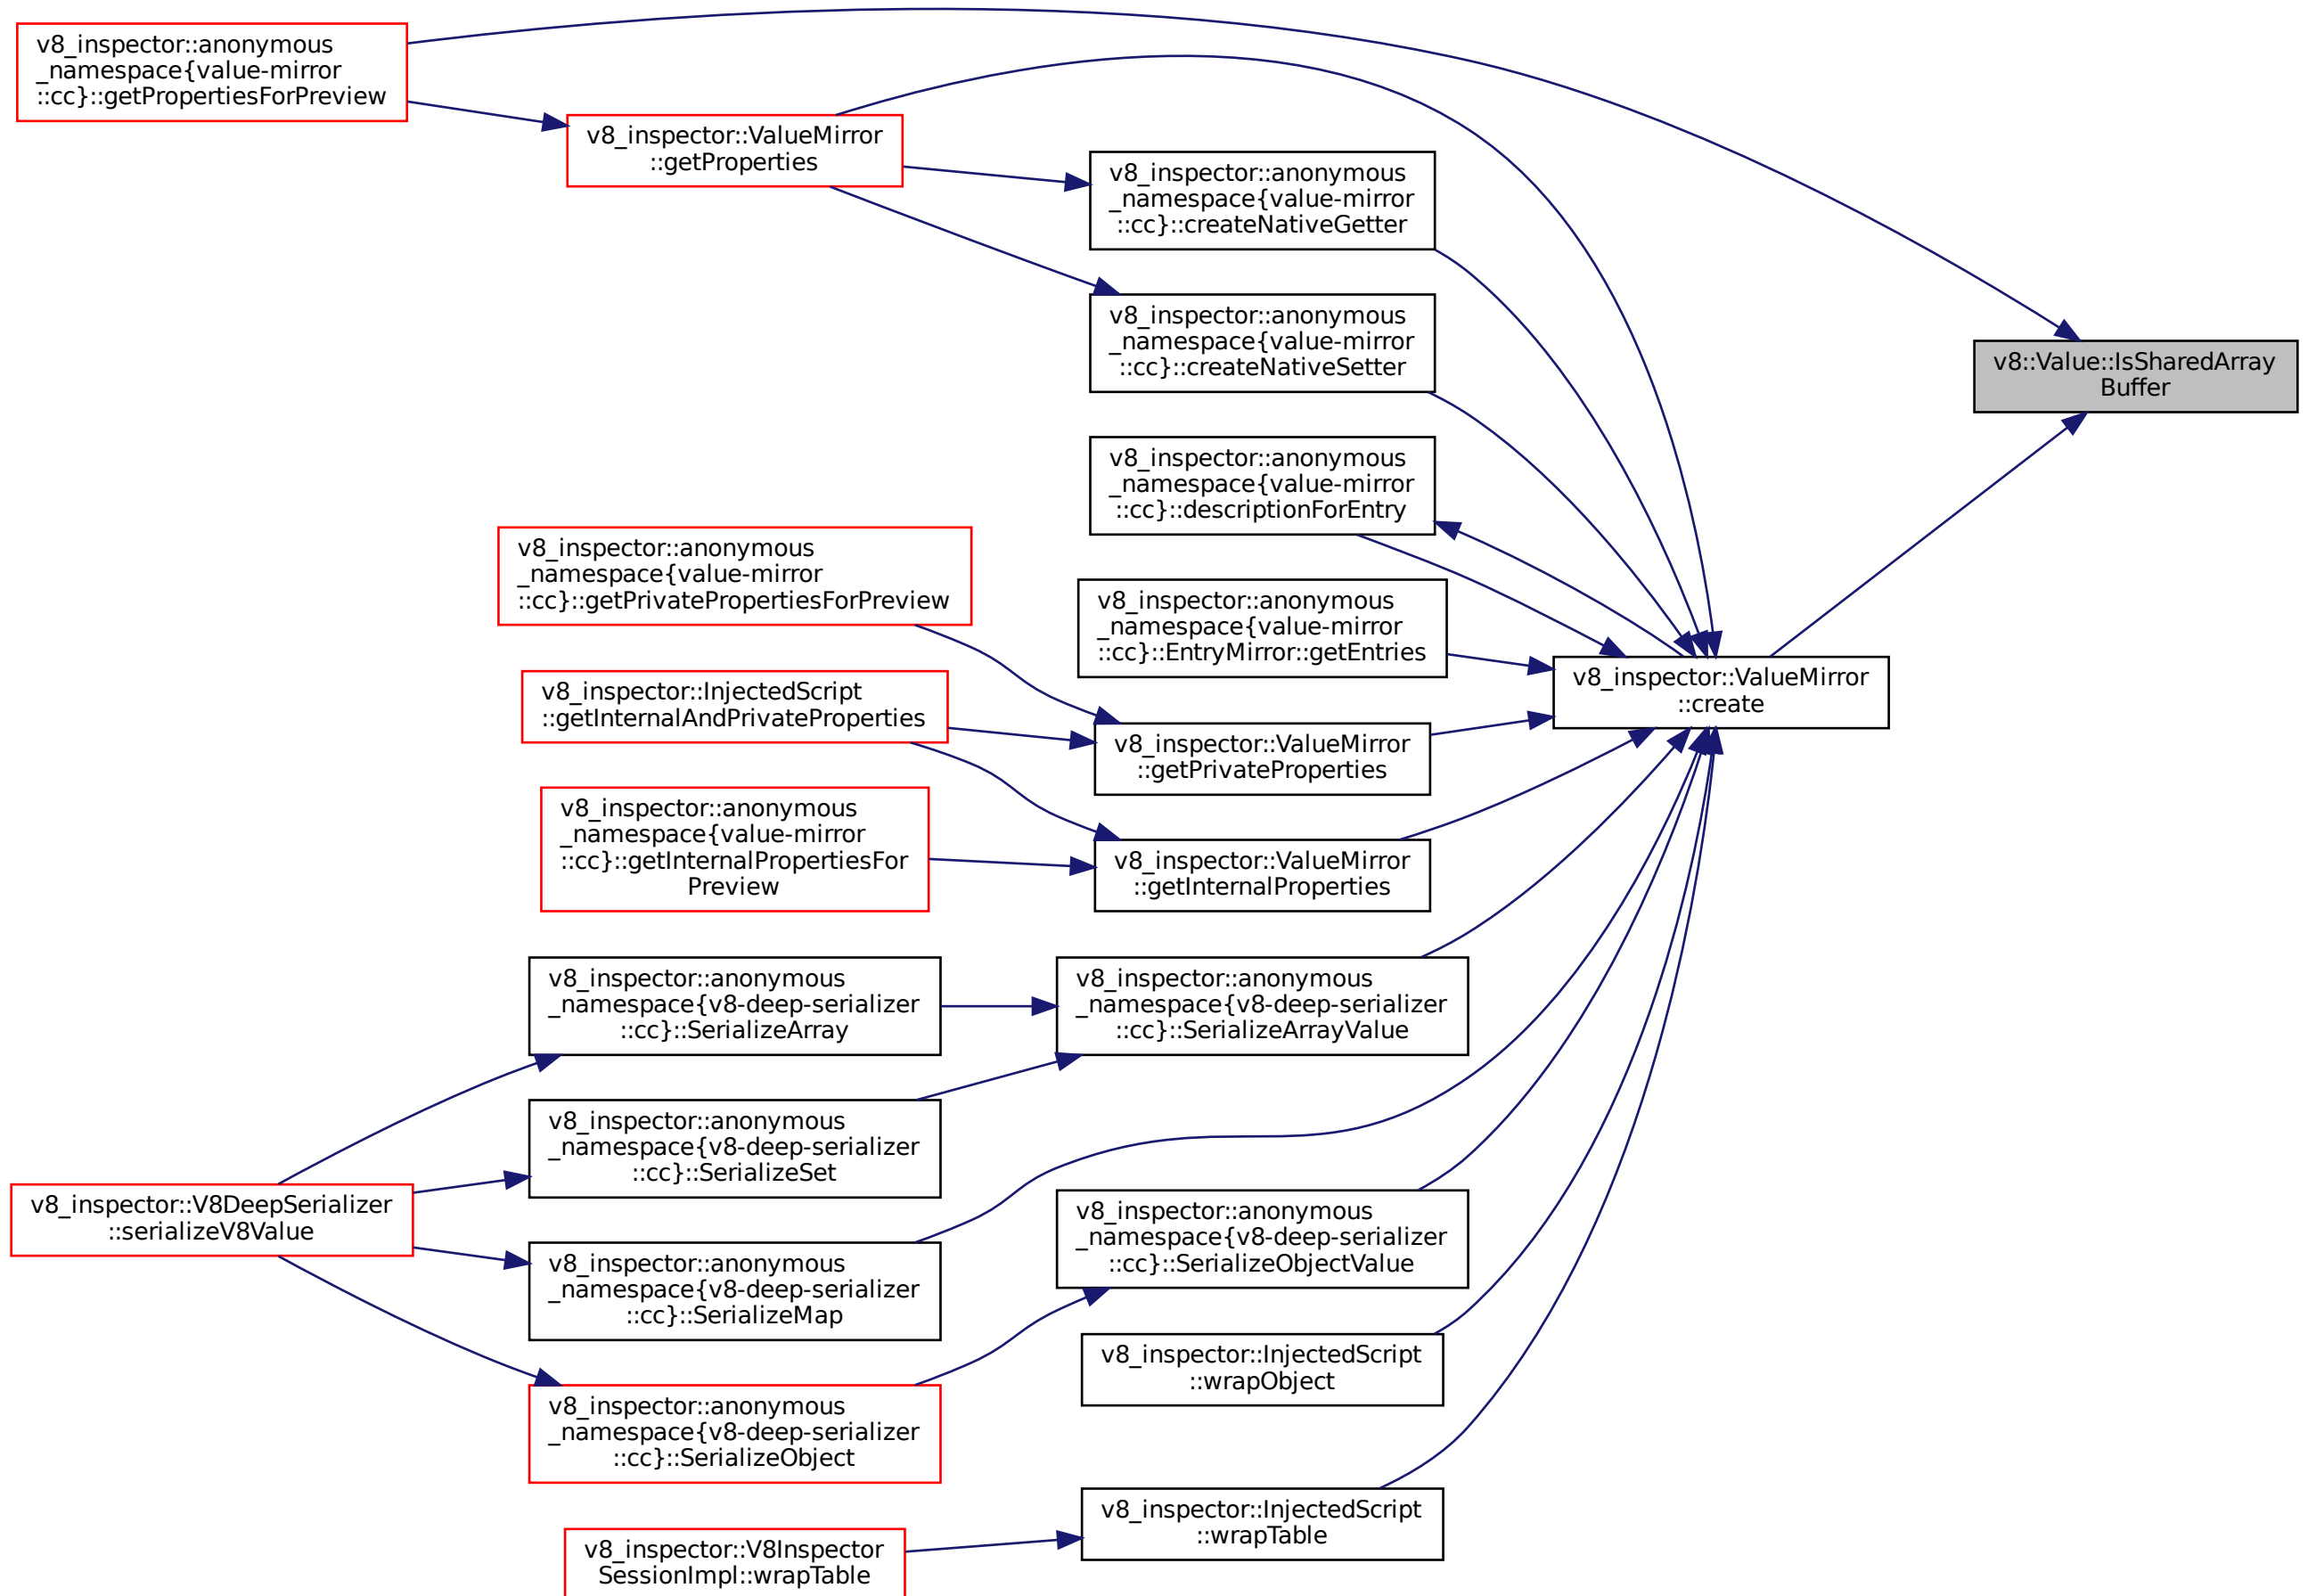 v8_inspector::anonymous
_namespace{value-mirror
::cc}::getPropertiesForPreview
v8_inspector::ValueMirror
::getProperties
v8_inspector::anonymous
_namespace{value-mirror
::cc}::createNativeGetter
v8_inspector::anonymous
_namespace{value-mirror
::cc}::createNativeSetter
v8::Value::IsSharedArray
Buffer
v8_inspector::anonymous
_namespace{value-mirror
::cc}::descriptionForEntry
v8_inspector::anonymous
_namespace{value-mirror
::cc}::getPrivatePropertiesForPreview
v8_inspector::anonymous
_namespace{value-mirror
::cc}::EntryMirror::getEntries
v8_inspector::ValueMirror
::create
v8_inspector::InjectedScript
::getInternalAndPrivateProperties
v8_inspector::ValueMirror
::getPrivateProperties
v8_inspector::anonymous
_namespace{value-mirror
::cc}::getInternalPropertiesFor
Preview
v8_inspector::ValueMirror
::getInternalProperties
v8_inspector::anonymous
_namespace{v8-deep-serializer
::cc}::SerializeArray
v8_inspector::anonymous
_namespace{v8-deep-serializer
::cc}::SerializeArrayValue
v8_inspector::anonymous
_namespace{v8-deep-serializer
::cc}::SerializeSet
v8_inspector::V8DeepSerializer
::serializeV8Value
v8_inspector::anonymous
_namespace{v8-deep-serializer
::cc}::SerializeObjectValue
v8_inspector::anonymous
_namespace{v8-deep-serializer
::cc}::SerializeMap
v8_inspector::InjectedScript
::wrapObject
v8_inspector::anonymous
_namespace{v8-deep-serializer
::cc}::SerializeObject
v8_inspector::InjectedScript
::wrapTable
v8_inspector::V8Inspector
SessionImpl::wrapTable